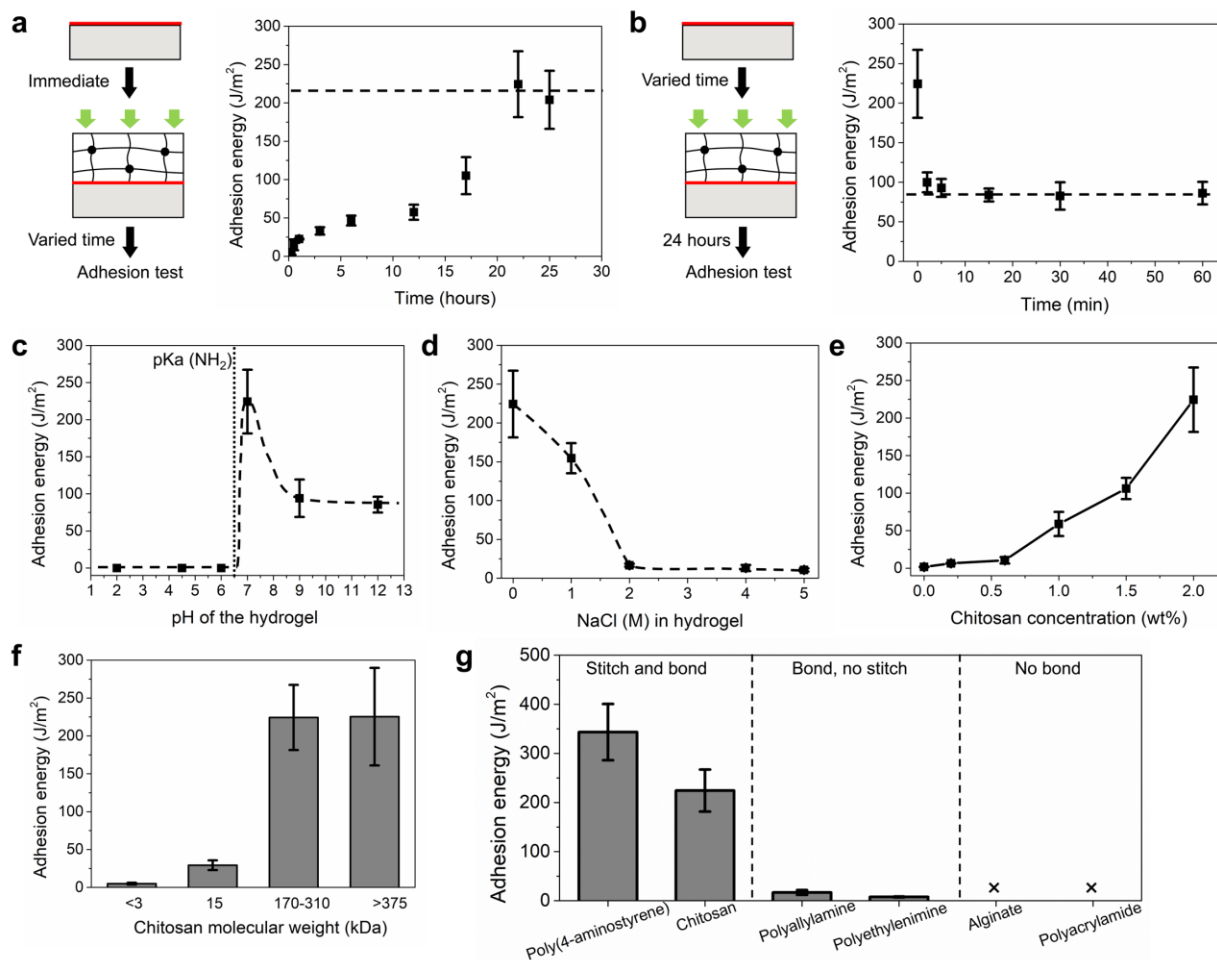 a
Immediate
Varied time
Adhesion test
Adhesion energy (J/m²)
300
250
200
150
100
50
0
0 5 10 15 20 25 30
Time (hours)
b
Varied time
24 hours
Adhesion test
Adhesion energy (J/m²)
300
250
200
150
100
50
0
0 10 20 30 40 50 60
Time (min)
c
pKa (NH₂)
Adhesion energy (J/m²)
300
250
200
150
100
50
0
1 2 3 4 5 6 7 8 9 10 11 12 13
pH of the hydrogel
d
Adhesion energy (J/m²)
300
250
200
150
100
50
0
0 1 2 3 4 5
NaCl (M) in hydrogel
e
Adhesion energy (J/m²)
300
250
200
150
100
50
0
0.0 0.5 1.0 1.5 2.0
Chitosan concentration (wt%)
f
Adhesion energy (J/m²)
300
250
200
150
100
50
0
<3 15 170-310 >375
Chitosan molecular weight (kDa)
g
Stitch and bond Bond, no stitch No bond
Adhesion energy (J/m²)
500
400
300
200
100
0
Poly(4-aminostyrene) Chitosan Polyallylamine Polyethylenimine Alginate Polyacrylamide